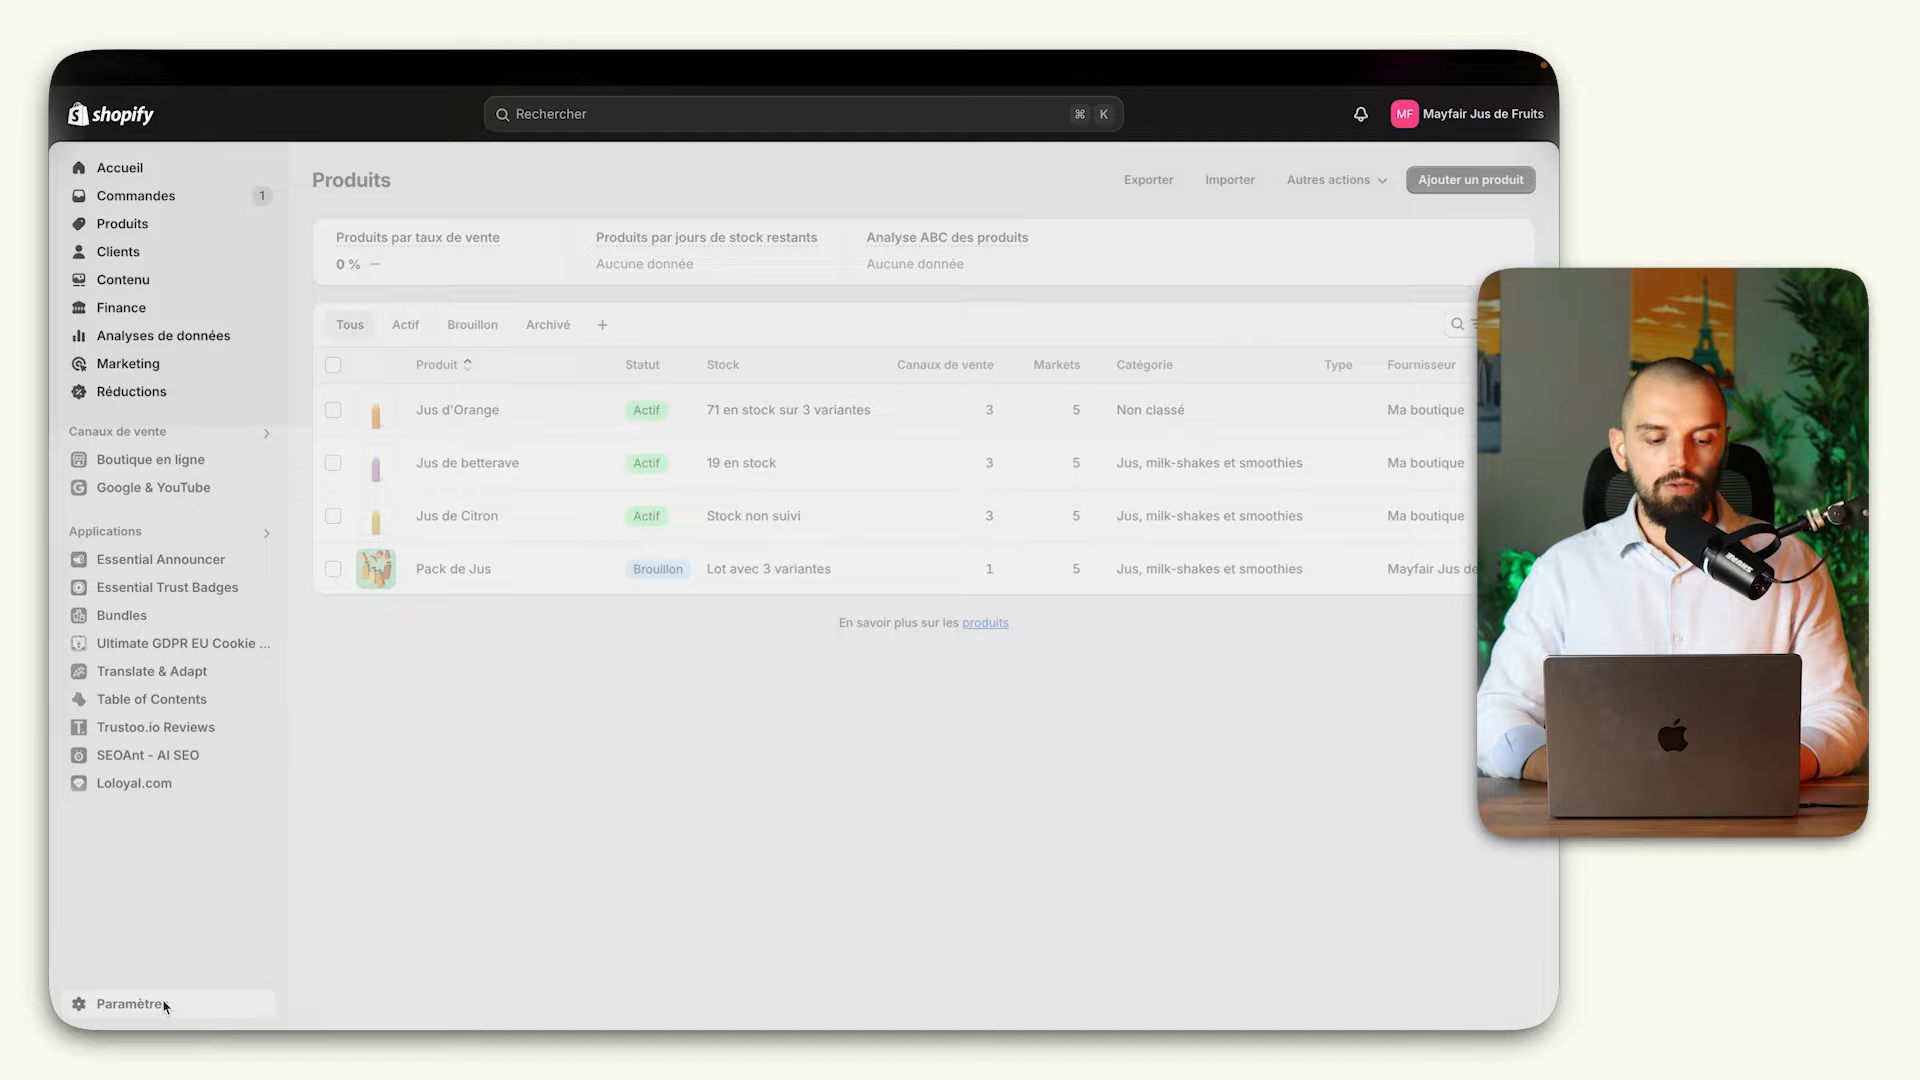 shopify
Rechercher
⌘ K
MF Mayfair Jus de Fruits
Accueil
Commandes 1
Produits
Clients
Contenu
Finance
Analyses de données
Marketing
Réductions
Canaux de vente
Boutique en ligne
Google & YouTube
Applications
Essential Announcer
Essential Trust Badges
Bundles
Ultimate GDPR EU Cookie ...
Translate & Adapt
Table of Contents
Trustoo.io Reviews
SEOAnt - AI SEO
Loloyal.com
Paramètre
Produits
Exporter Importer Autres actions Ajouter un produit
Produits par taux de vente Produits par jours de stock restants Analyse ABC des produits
0 % — Aucune donnée Aucune donnée
Tous Actif Brouillon Archivé +
Produit Statut Stock Canaux de vente Markets Catégorie Type Fournisseur
Jus d'Orange Actif 71 en stock sur 3 variantes 3 5 Non classé Ma boutique
Jus de betterave Actif 19 en stock 3 5 Jus, milk-shakes et smoothies Ma boutique
Jus de Citron Actif Stock non suivi 3 5 Jus, milk-shakes et smoothies Ma boutique
Pack de Jus Brouillon Lot avec 3 variantes 1 5 Jus, milk-shakes et smoothies Mayfair Jus de
En savoir plus sur les produits